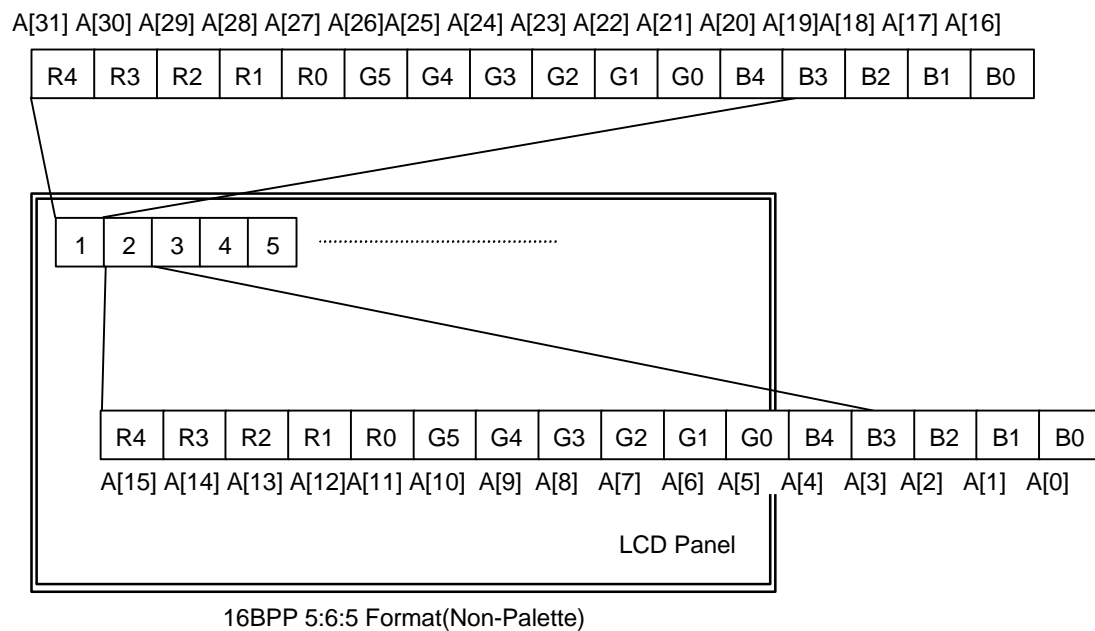 A[31] A[30] A[29] A[28] A[27] A[26]A[25] A[24] A[23] A[22] A[21] A[20] A[19]A[18] A[17] A[16]
R4 R3 R2 R1 R0 G5 G4 G3 G2 G1 G0 B4 B3 B2 B1 B0
1 2 3 4 5
R4 R3 R2 R1 R0 G5 G4 G3 G2 G1 G0 B4 B3 B2 B1 B0
A[15] A[14] A[13] A[12]A[11] A[10] A[9] A[8] A[7] A[6] A[5] A[4] A[3] A[2] A[1] A[0]
LCD Panel
16BPP 5:6:5 Format(Non-Palette)